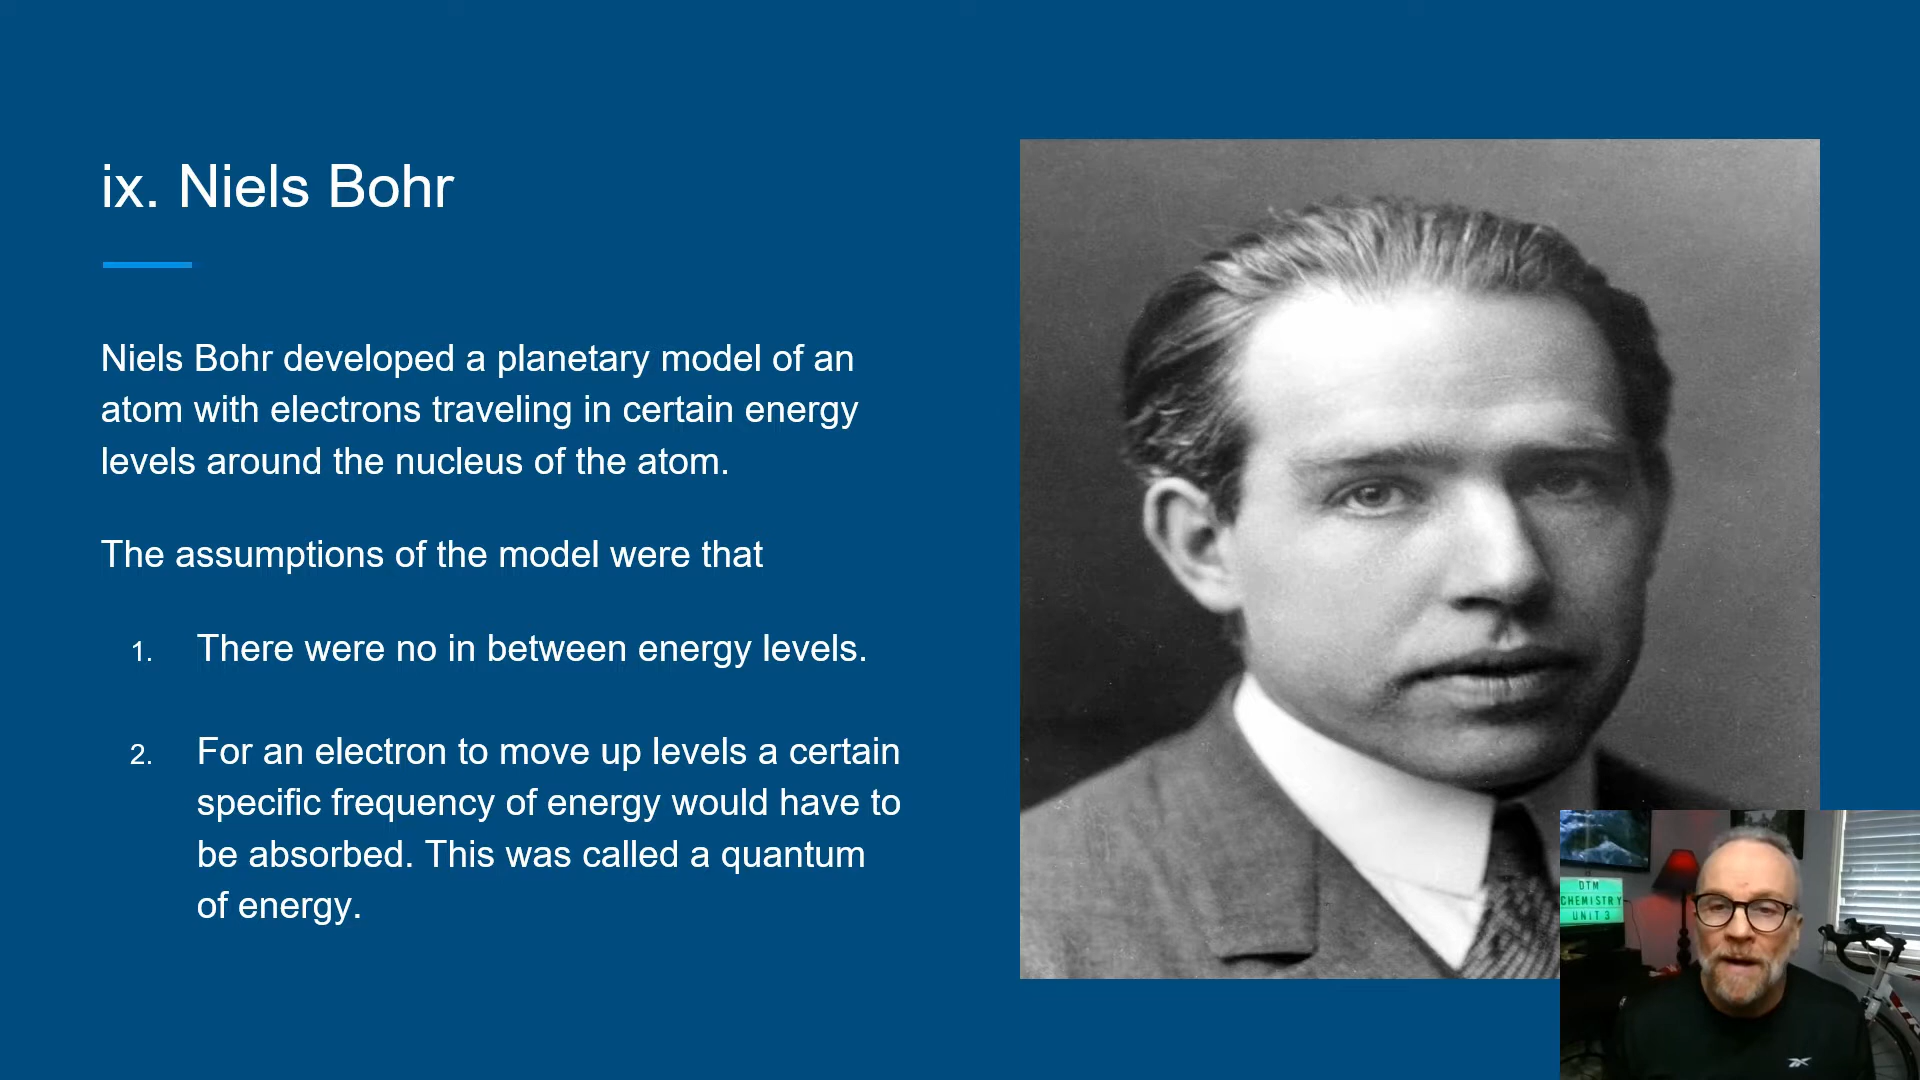 ix. Niels Bohr
Niels Bohr developed a planetary model of an
atom with electrons traveling in certain energy
levels around the nucleus of the atom.
The assumptions of the model were that
1. There were no in between energy levels.
2. For an electron to move up levels a certain
specific frequency of energy would have to
be absorbed. This was called a quantum
of energy.
DTM
CHEMISTRY
UNIT 3